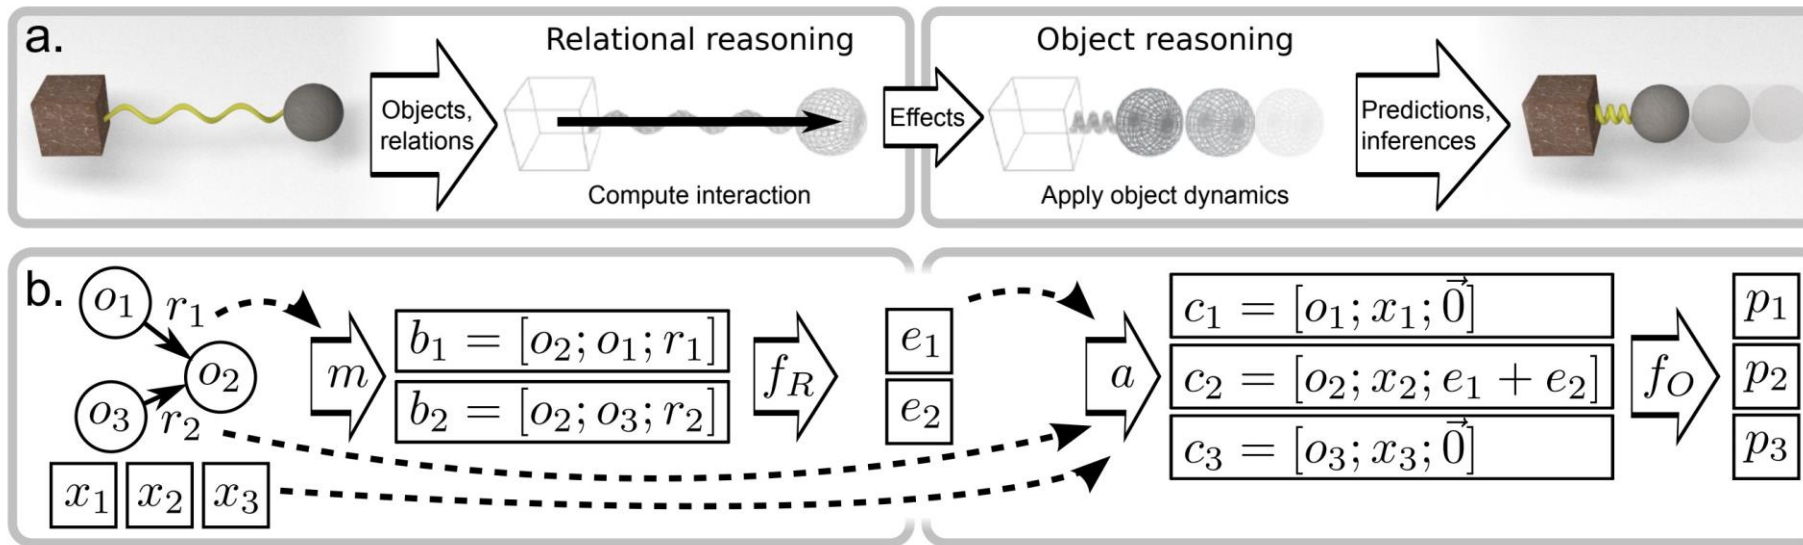 a.
Relational reasoning
Object reasoning
Objects,
relations
Effects
Predictions,
inferences
Compute interaction
Apply object dynamics
b.
o₁
r₁
o₂
o₃
r₂
x₁ x₂ x₃
m
b₁ = [o₂; o₁; r₁]
b₂ = [o₂; o₃; r₂]
f_R
e₁
e₂
a
c₁ = [o₁; x₁; 0⃗]
c₂ = [o₂; x₂; e₁ + e₂]
c₃ = [o₃; x₃; 0⃗]
f_O
p₁
p₂
p₃